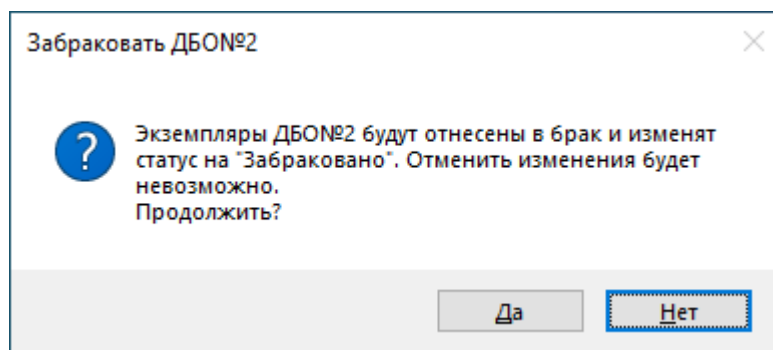 Забраковать ДБО№2
Экземпляры ДБО№2 будут отнесены в брак и изменят
статус на "Забраковано". Отменить изменения будет
невозможно.
Продолжить?
Да
Нет